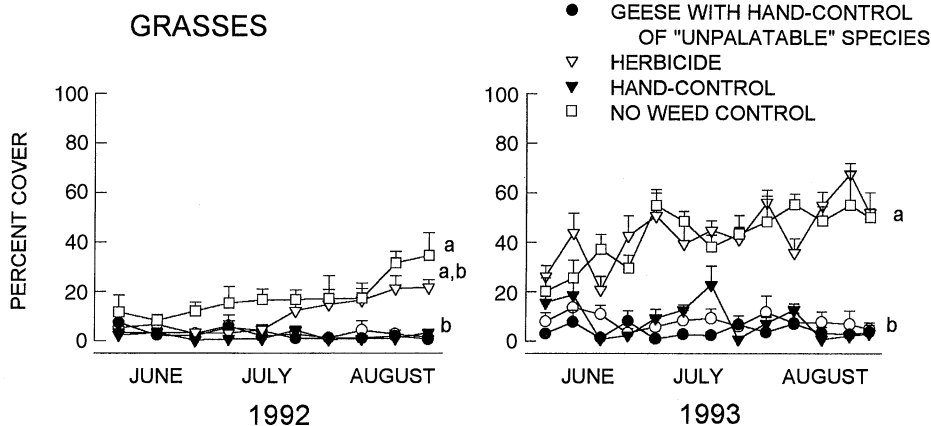 GRASSES
GEESE WITH HAND-CONTROL
OF "UNPALATABLE" SPECIES
HERBICIDE
HAND-CONTROL
NO WEED CONTROL
PERCENT COVER
100
80
60
40
20
0
a
a,b
b
JUNE JULY AUGUST
1992
100
80
60
40
20
0
a
b
JUNE JULY AUGUST
1993